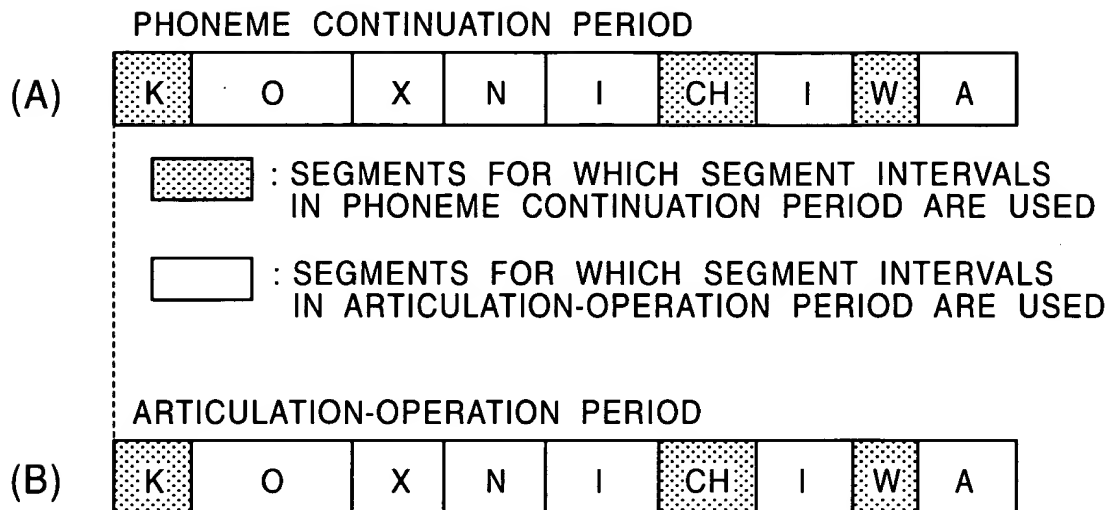 PHONEME CONTINUATION PERIOD
(A) K O X N I CH I W A
: SEGMENTS FOR WHICH SEGMENT INTERVALS
IN PHONEME CONTINUATION PERIOD ARE USED
: SEGMENTS FOR WHICH SEGMENT INTERVALS
IN ARTICULATION-OPERATION PERIOD ARE USED
ARTICULATION-OPERATION PERIOD
(B) K O X N I CH I W A